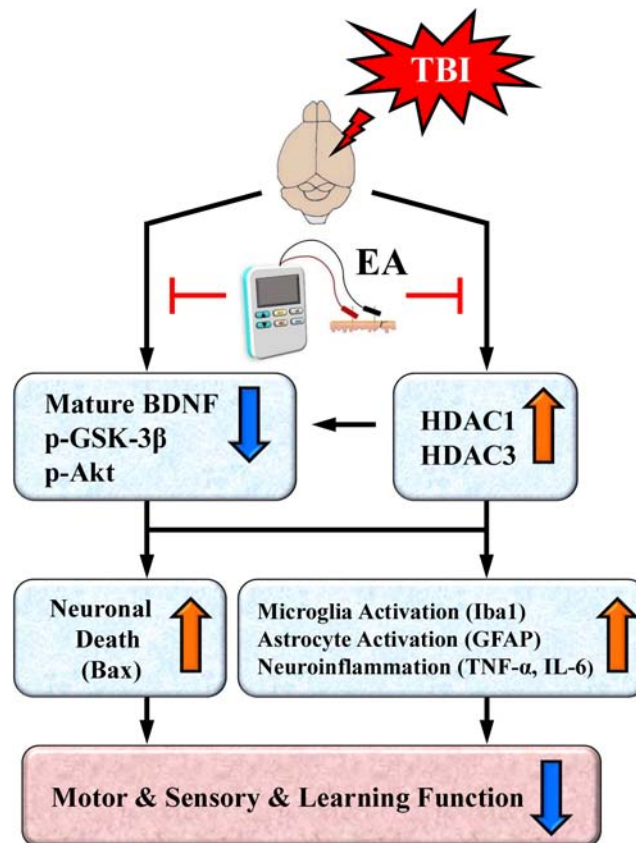 TBI
EA
Mature BDNF
p-GSK-3β
p-Akt
HDAC1
HDAC3
Neuronal
Death
(Bax)
Microglia Activation (Iba1)
Astrocyte Activation (GFAP)
Neuroinflammation (TNF-α, IL-6)
Motor & Sensory & Learning Function